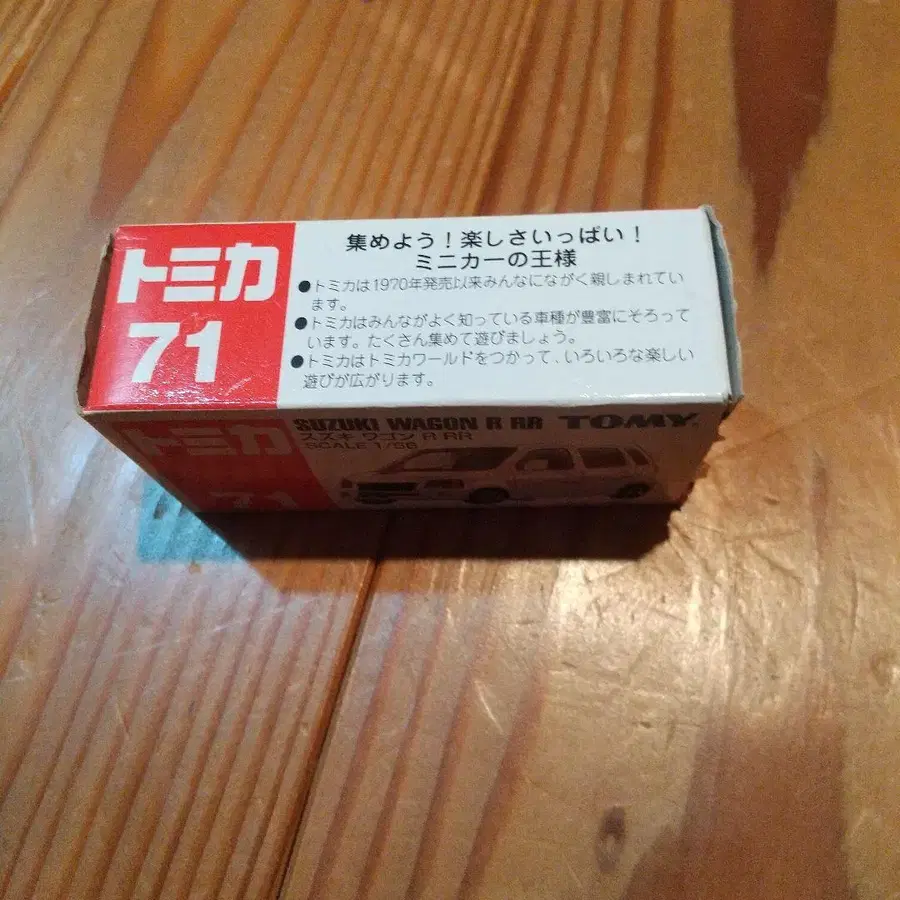 トミカ
71
集めよう！楽しさいっぱい！
ミニカーの王様
●トミカは1970年発売以来みんなにながく親しまれてい
ます。
●トミカはみんながよく知っている車種が豊富にそろって
います。たくさん集めて遊びましょう。
●トミカはトミカワールドをつかって、いろいろな楽しい
遊びが広がります。
トミカ
71
SUZUKI WAGON R RR
スズキ ワゴン R RR
SCALE 1/56
TOMY